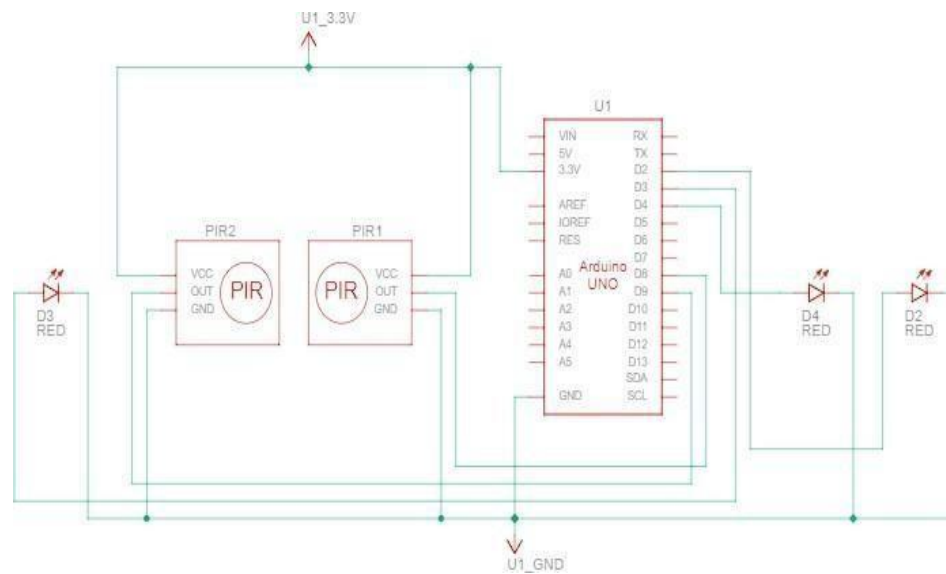 U1_3.3V
U1
VIN
5V
3.3V
AREF
IOREF
RES
A0
A1
A2
A3
A4
A5
GND
RX
TX
D2
D3
D4
D5
D6
D7
D8
D9
D10
D11
D12
D13
SDA
SCL
Arduino
UNO
PIR2
VCC
OUT
GND
PIR
PIR1
PIR
VCC
OUT
GND
D3
RED
D4
RED
D2
RED
U1_GND